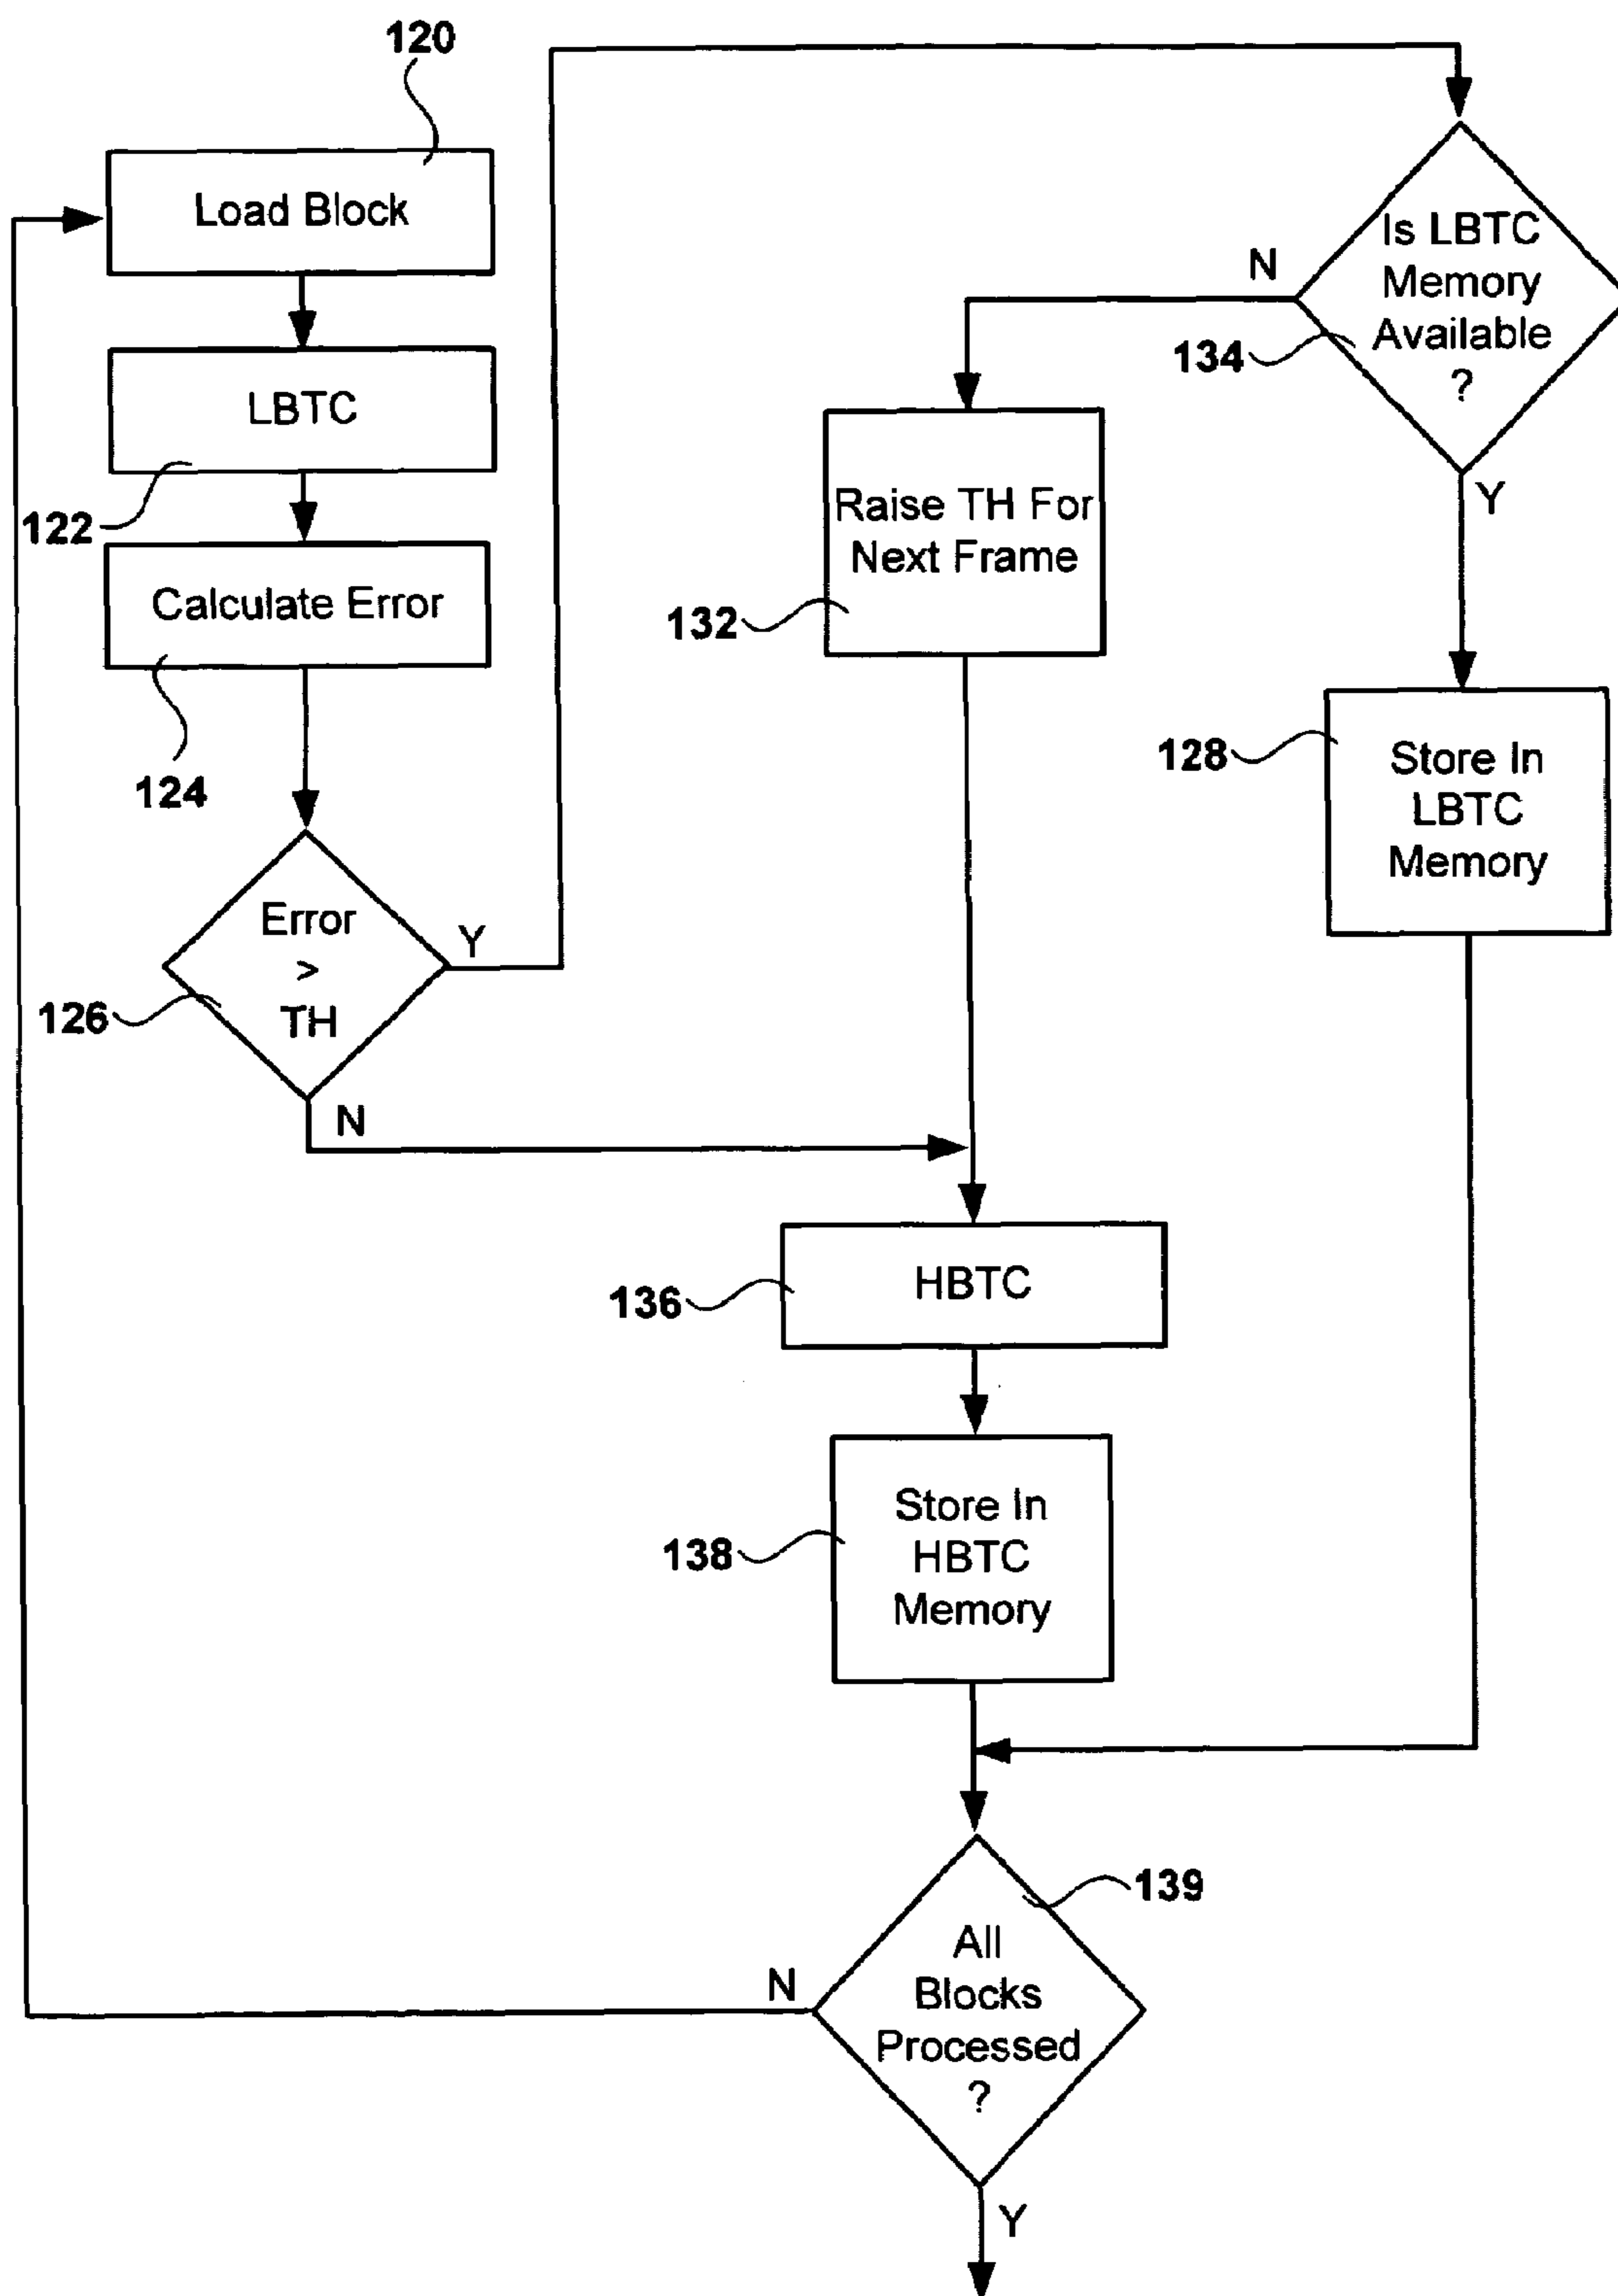 120
Load Block
LBTC
122
Calculate Error
124
Error
>
TH
Y
126
N
Is LBTC
Memory
Available
?
N
134
Y
Raise TH For
Next Frame
132
128
Store In
LBTC
Memory
HBTC
136
Store In
HBTC
Memory
138
139
All
Blocks
Processed
?
N
Y